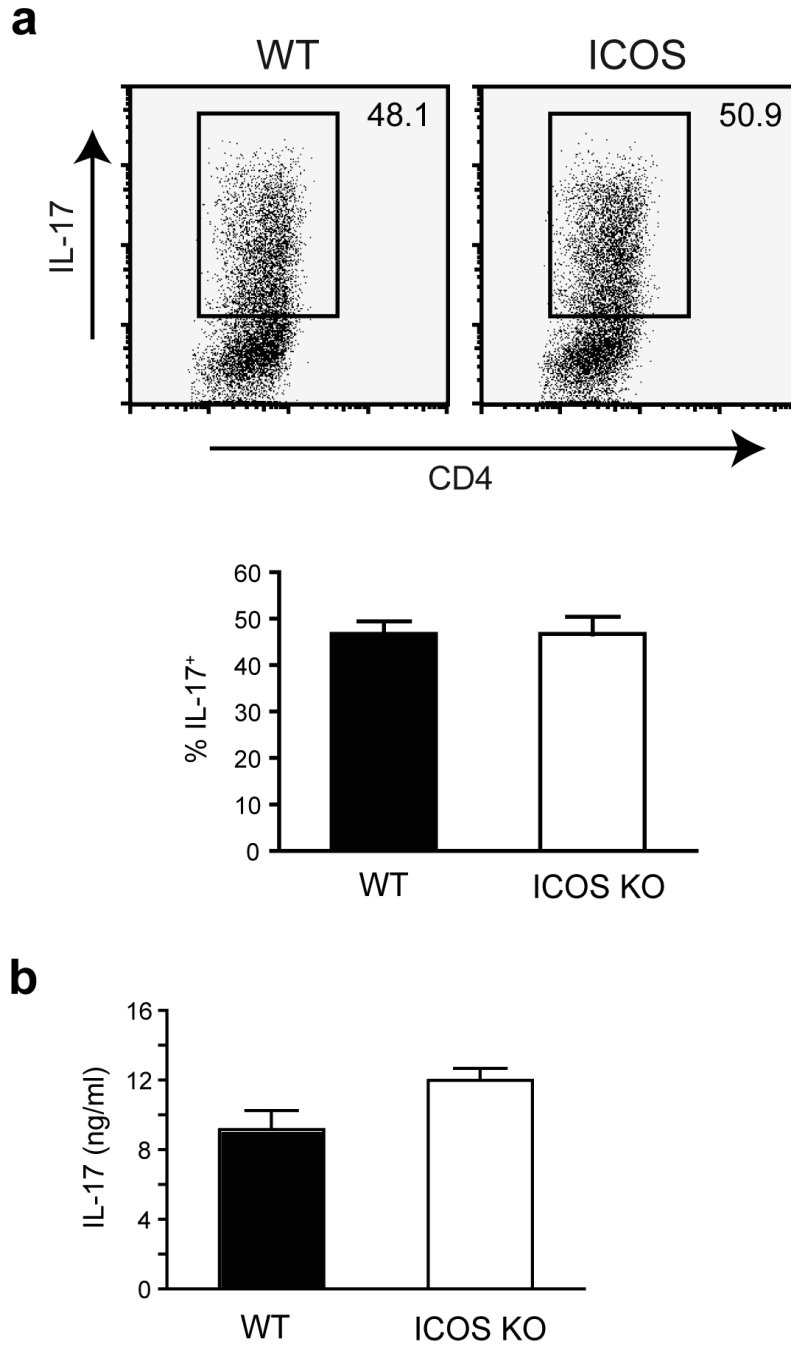 a
WT
ICOS
48.1
50.9
IL-17
CD4
60
50
40
30
20
10
0
% IL-17⁺
WT
ICOS KO
b
16
12
8
4
0
IL-17 (ng/ml)
WT
ICOS KO